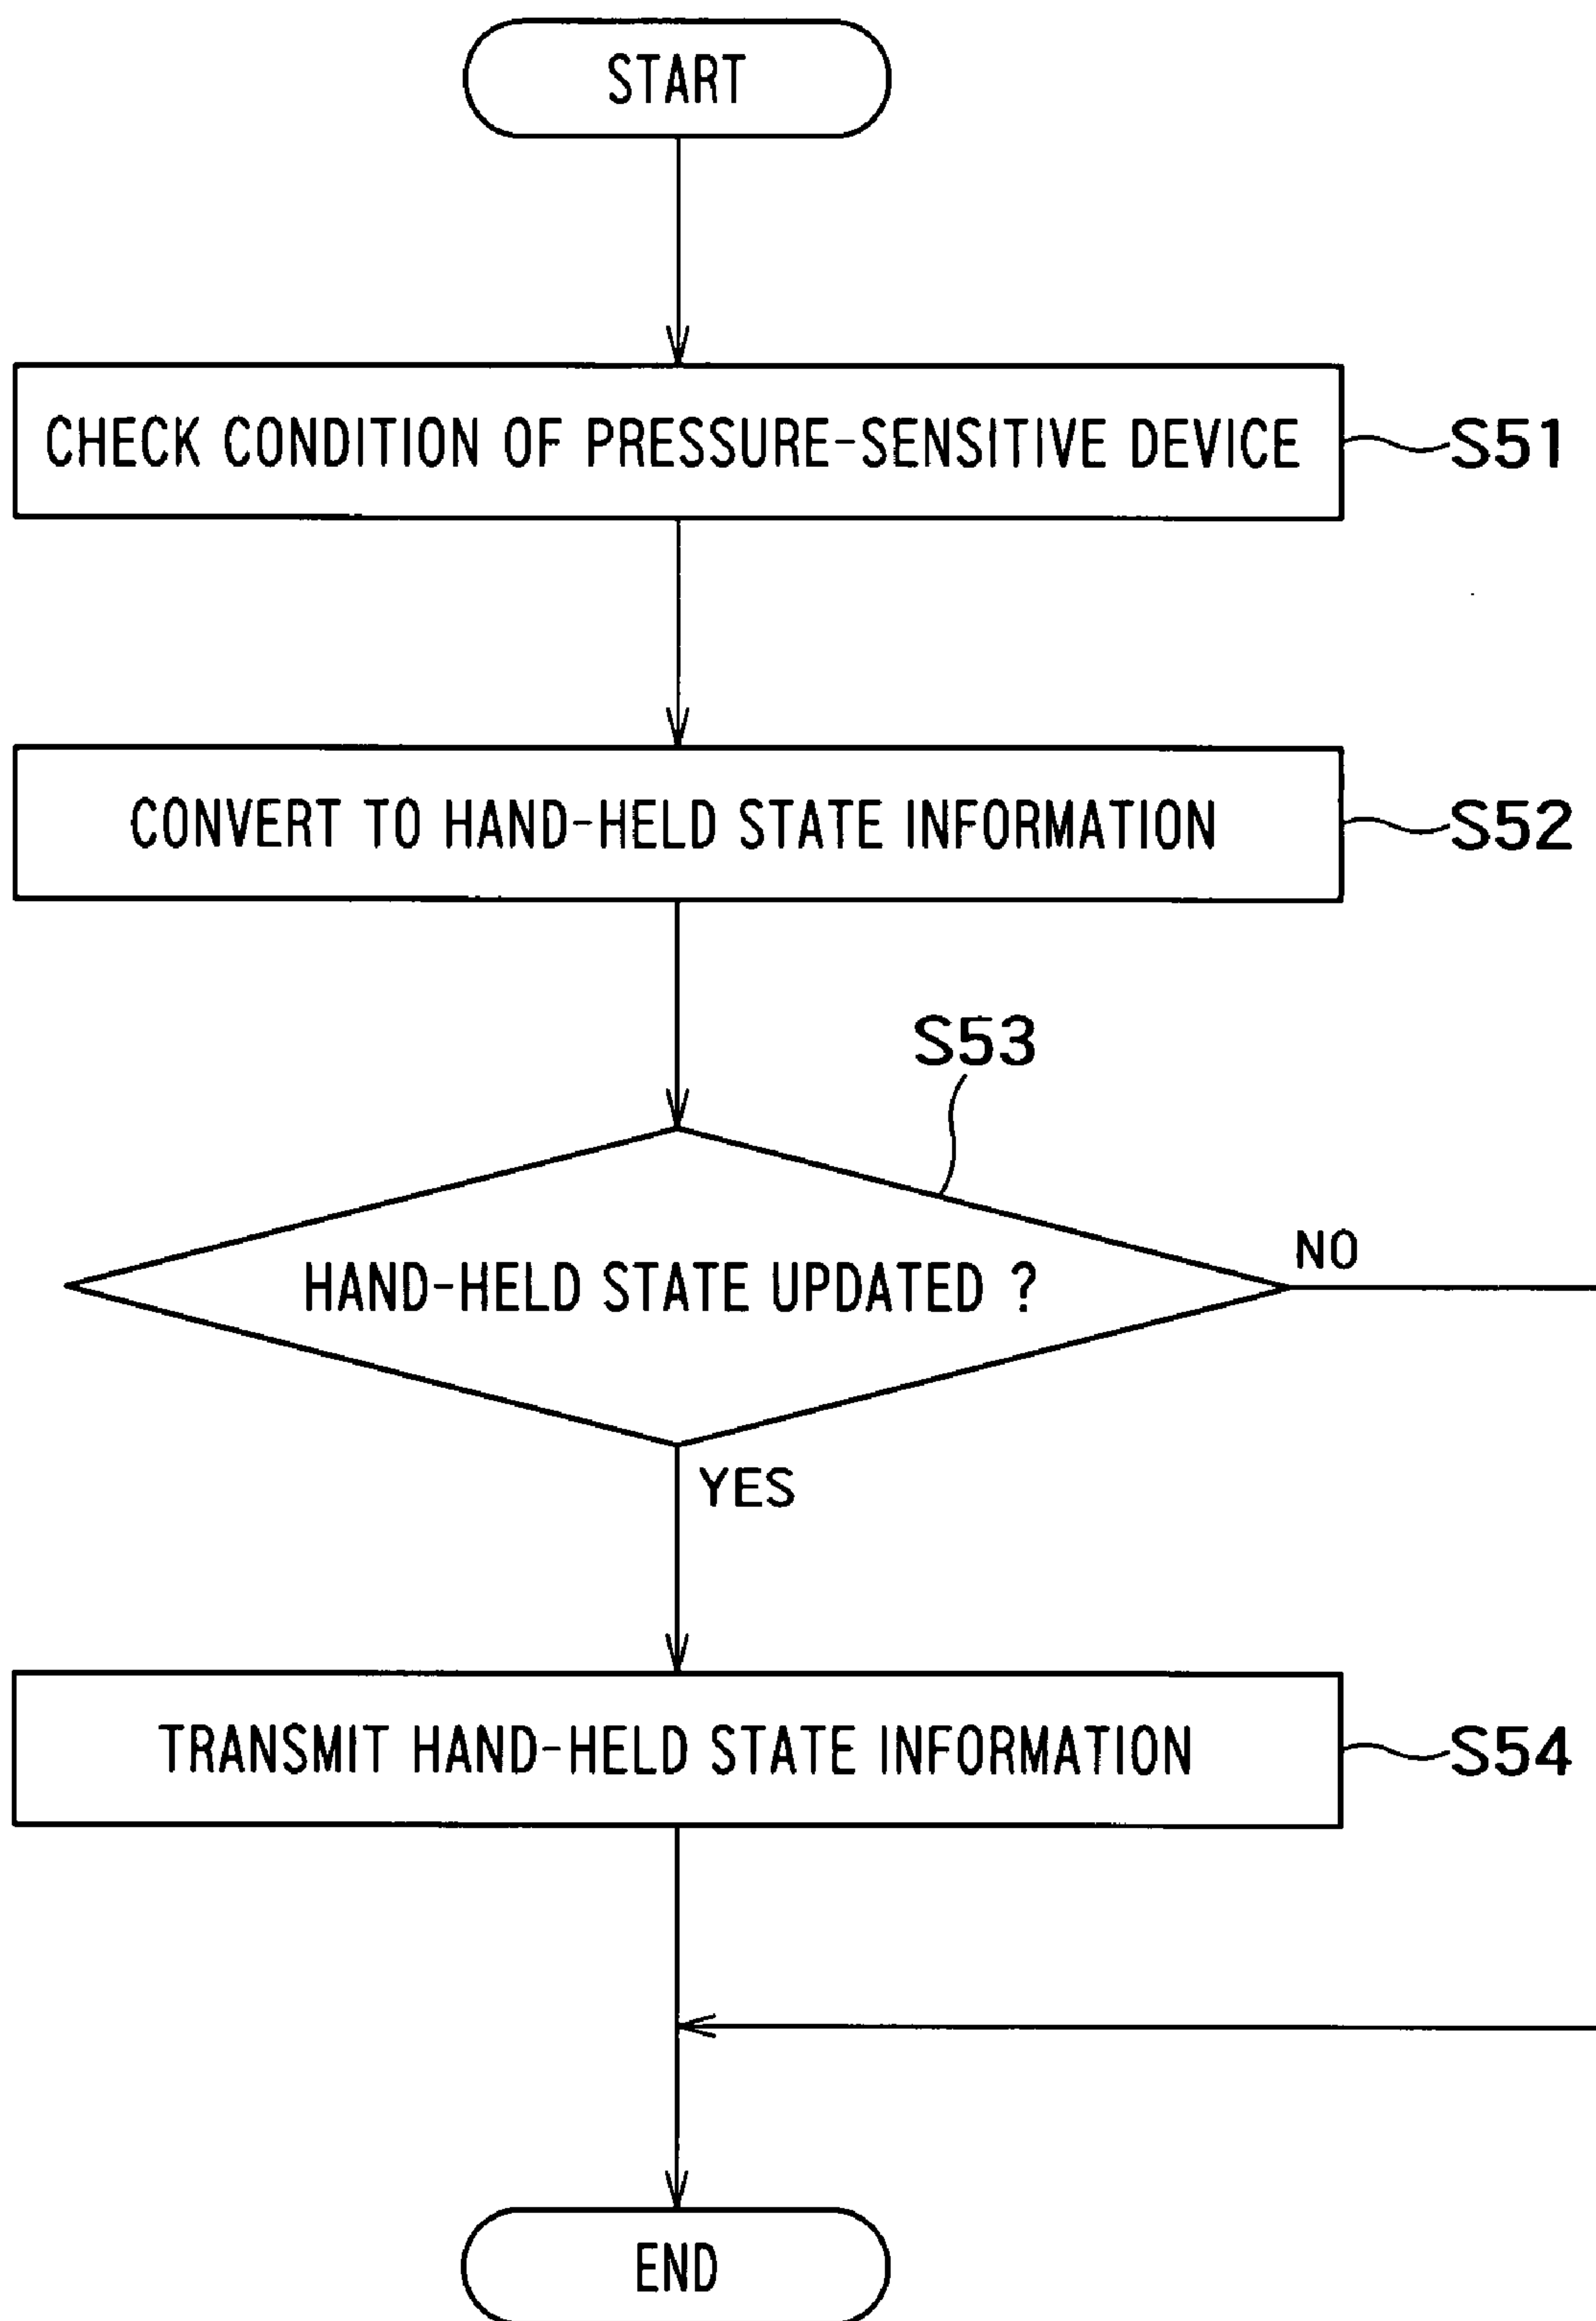 START
CHECK CONDITION OF PRESSURE-SENSITIVE DEVICE
S51
CONVERT TO HAND-HELD STATE INFORMATION
S52
S53
HAND-HELD STATE UPDATED ?
NO
YES
TRANSMIT HAND-HELD STATE INFORMATION
S54
END